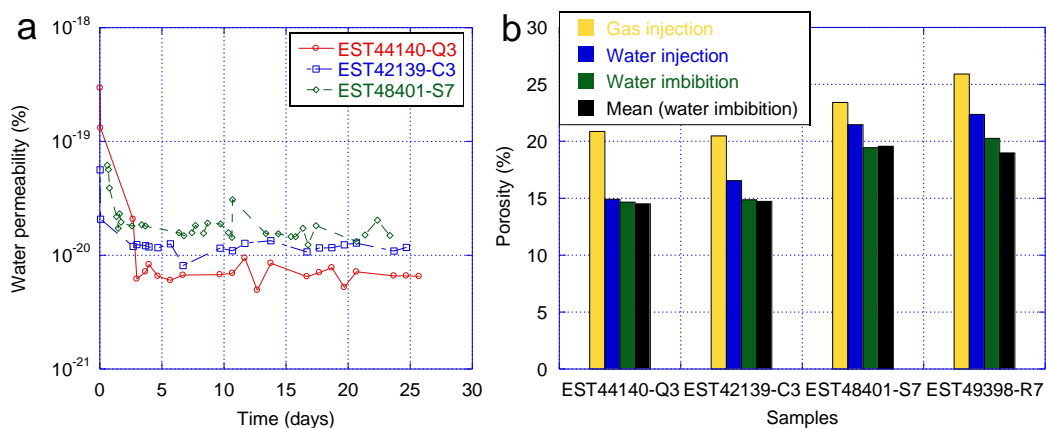 a
10^-18
10^-19
10^-20
10^-21
Water permeability (%)
EST44140-Q3
EST42139-C3
EST48401-S7
0 5 10 15 20 25 30
Time (days)
b
30
25
20
15
10
5
0
Porosity (%)
Gas injection
Water injection
Water imbibition
Mean (water imbibition)
EST44140-Q3 EST42139-C3 EST48401-S7 EST49398-R7
Samples